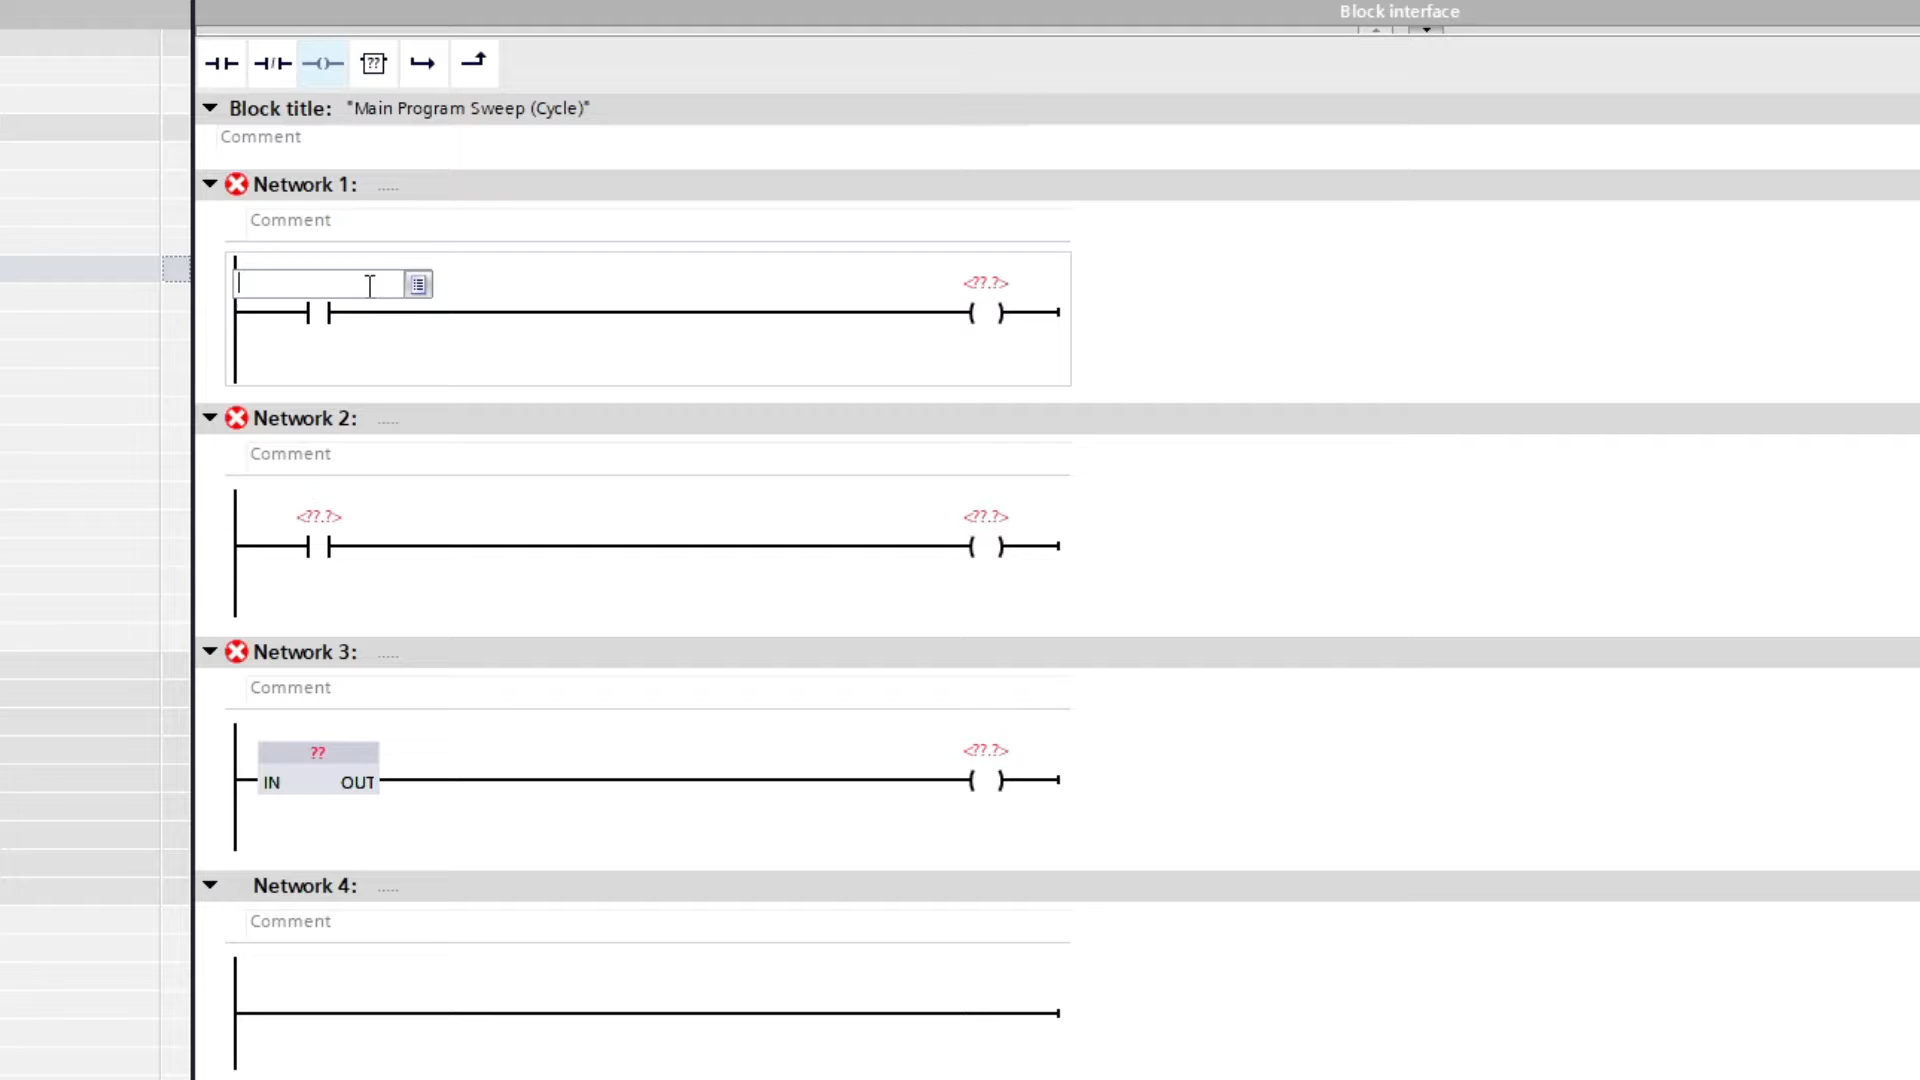 Block interface
??
Block title: "Main Program Sweep (Cycle)"
Comment
Network 1: .....
Comment
<??.?>
Network 2: .....
Comment
<??.?> <??.?>
Network 3: .....
Comment
?? <??.?>
IN OUT
Network 4: .....
Comment